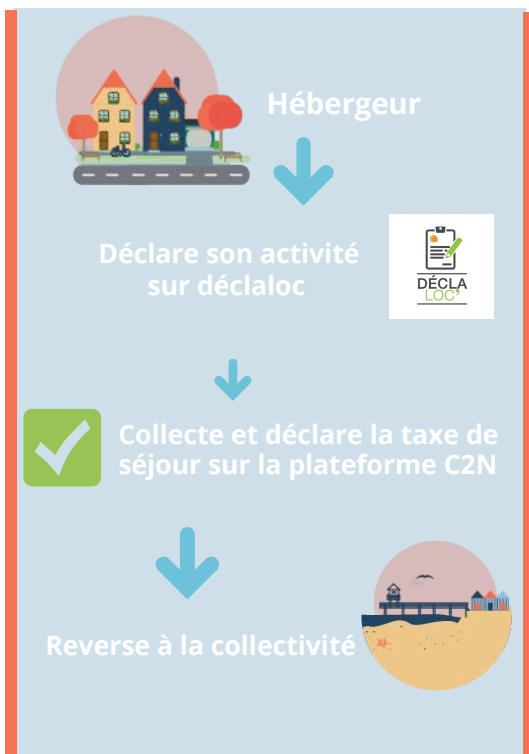 Hébergeur
Déclare son activité
sur déclaloc
DÉCLA
LOC'
Collecte et déclare la taxe de
séjour sur la plateforme C2N
Reverse à la collectivité